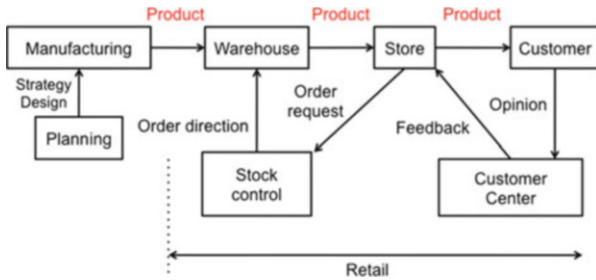 Product
Product
Product
Manufacturing
Warehouse
Store
Customer
Strategy
Design
Order
request
Opinion
Planning
Order direction
Feedback
Stock
control
Customer
Center
Retail